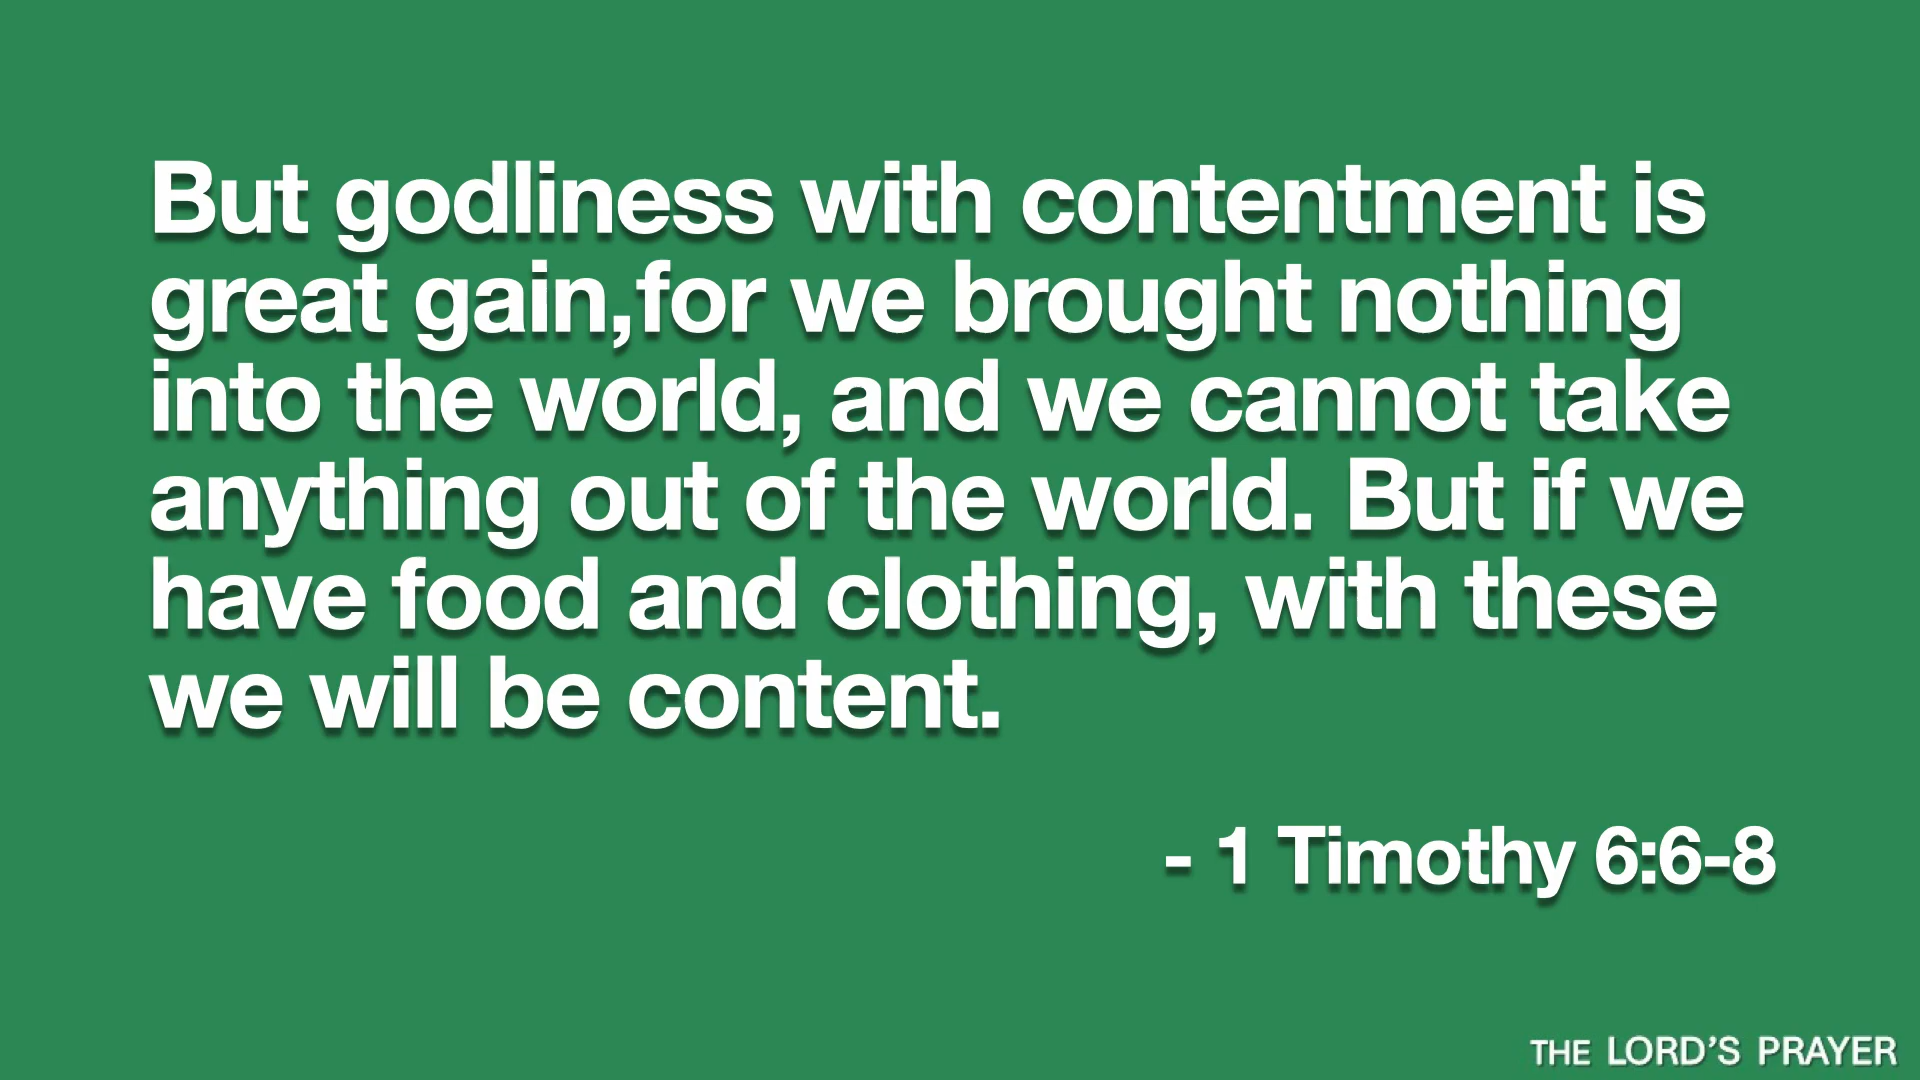 But godliness with contentment is
great gain,for we brought nothing
into the world, and we cannot take
anything out of the world. But if we
have food and clothing, with these
we will be content.
- 1 Timothy 6:6-8
THE LORD’S PRAYER